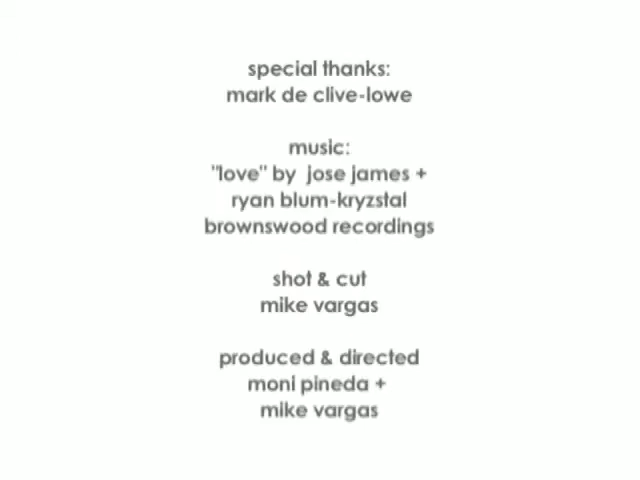 special thanks:
mark de clive-lowe
music:
"love" by jose james +
ryan blum-kryzstal
brownswood recordings
shot & cut
mike vargas
produced & directed
moni pineda +
mike vargas